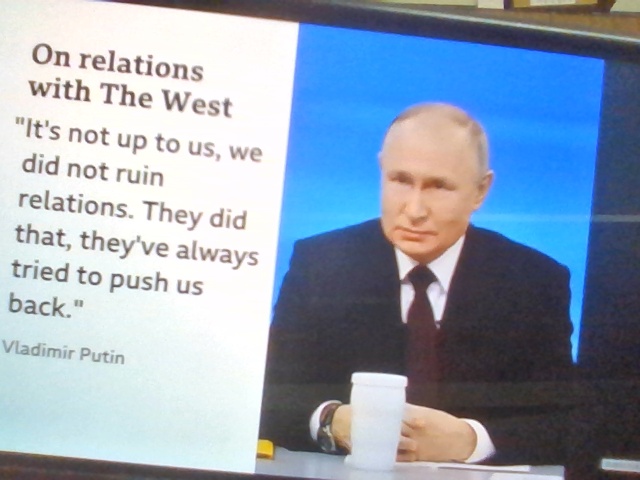 On relations
with The West
"It's not up to us, we
did not ruin
relations. They did
that, they've always
tried to push us
back."
Vladimir Putin